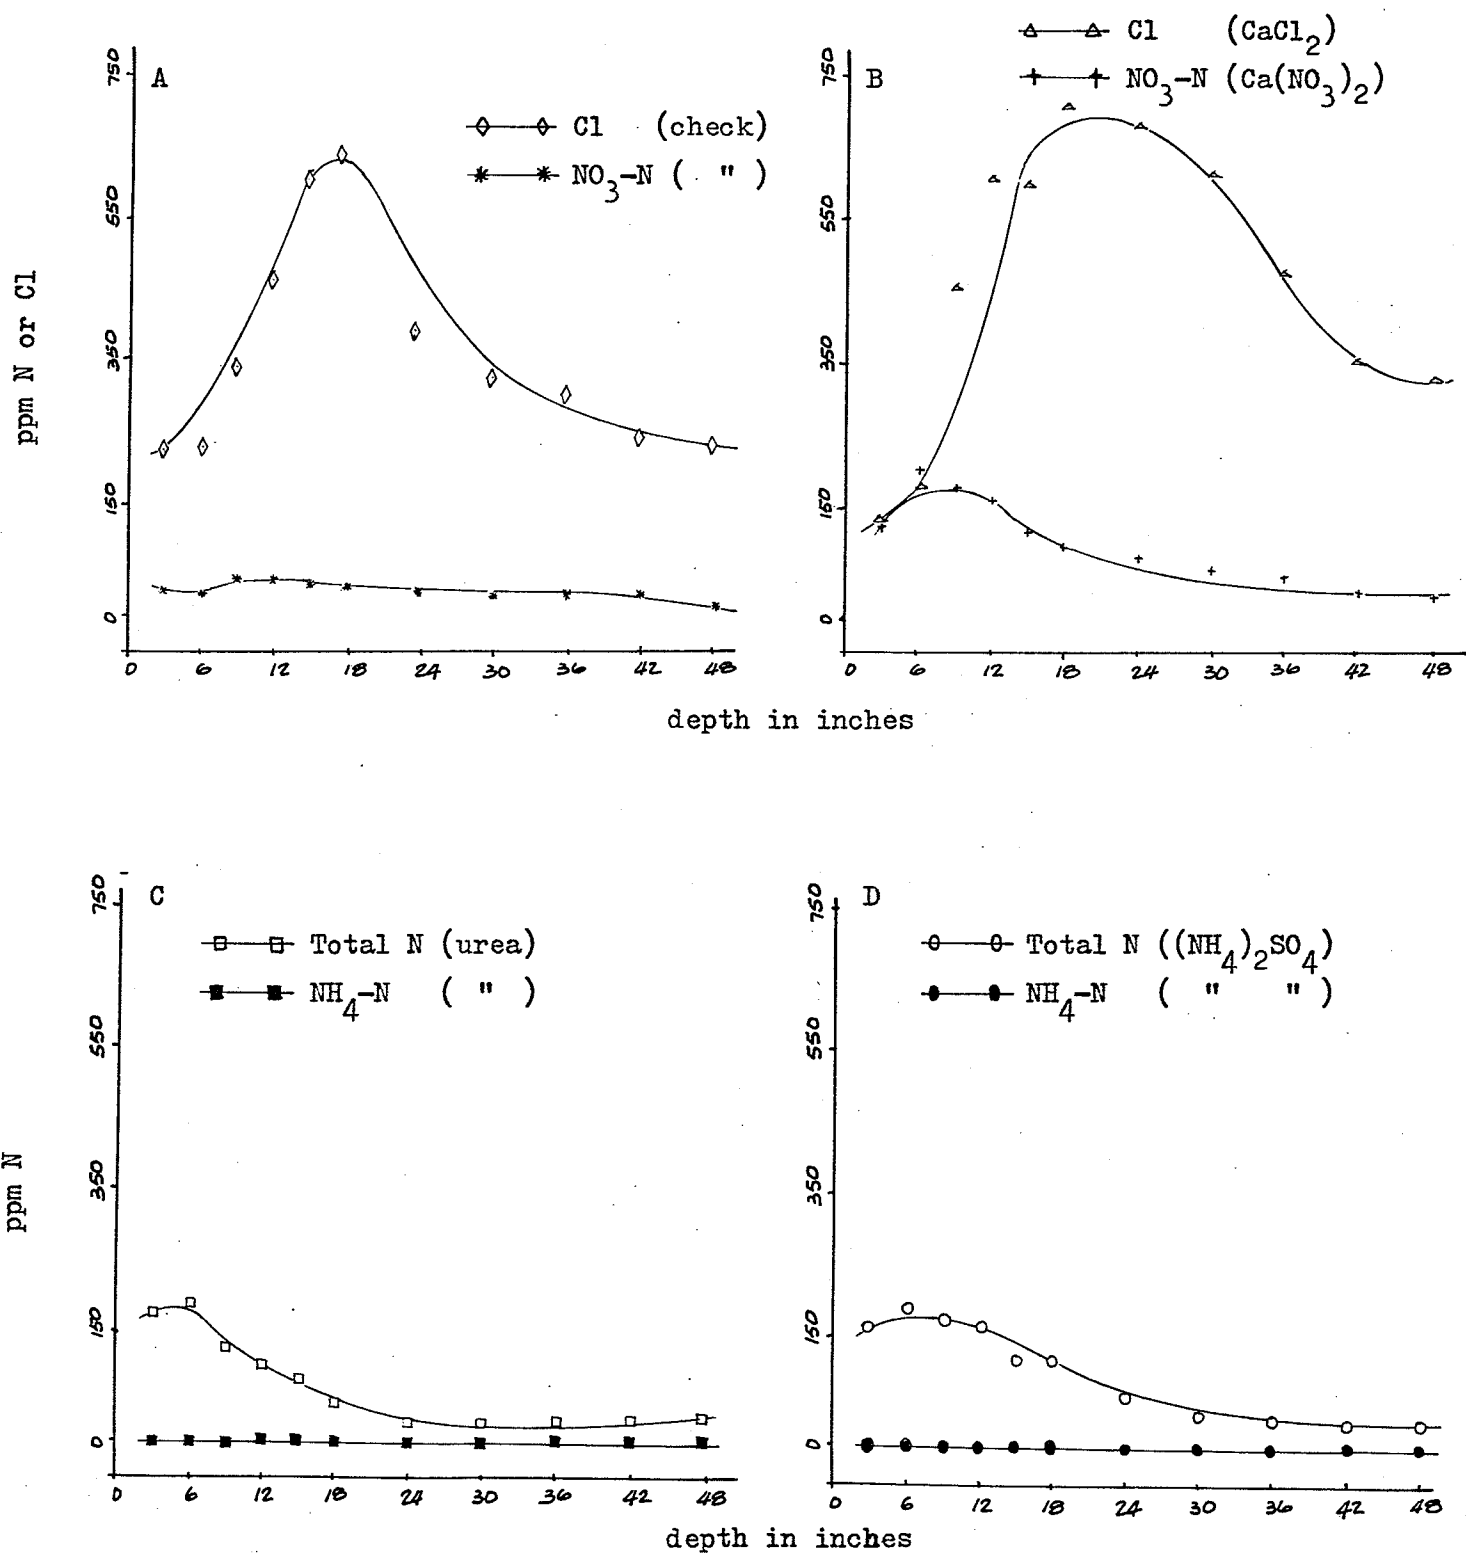 A
◇—◇ Cl (check)
*—* NO3-N ( " )
ppm N or Cl
750
550
350
150
0
0 6 12 18 24 30 36 42 48
△—△ Cl (CaCl2)
+—+ NO3-N (Ca(NO3)2)
B
750
550
350
150
0
0 6 12 18 24 30 36 42 48
depth in inches
C
□—□ Total N (urea)
■—■ NH4-N ( " )
ppm N
750
550
350
150
0
0 6 12 18 24 30 36 42 48
D
○—○ Total N ((NH4)2SO4)
●—● NH4-N ( " " )
750
550
350
150
0
0 6 12 18 24 30 36 42 48
depth in inches